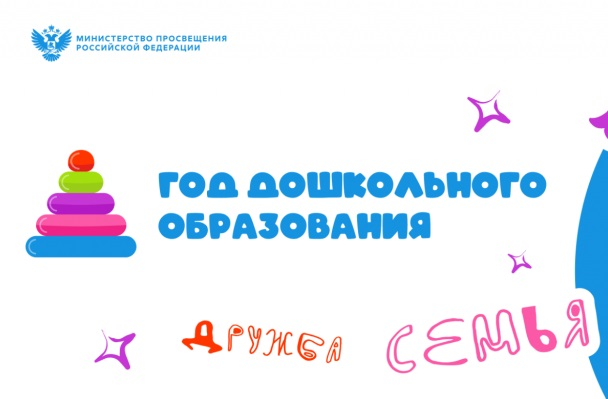 МИНИСТЕРСТВО ПРОСВЕЩЕНИЯ
РОССИЙСКОЙ ФЕДЕРАЦИИ
ГОД ДОШКОЛЬНОГО
ОБРАЗОВАНИЯ
ДРУЖБА
СЕМЬЯ